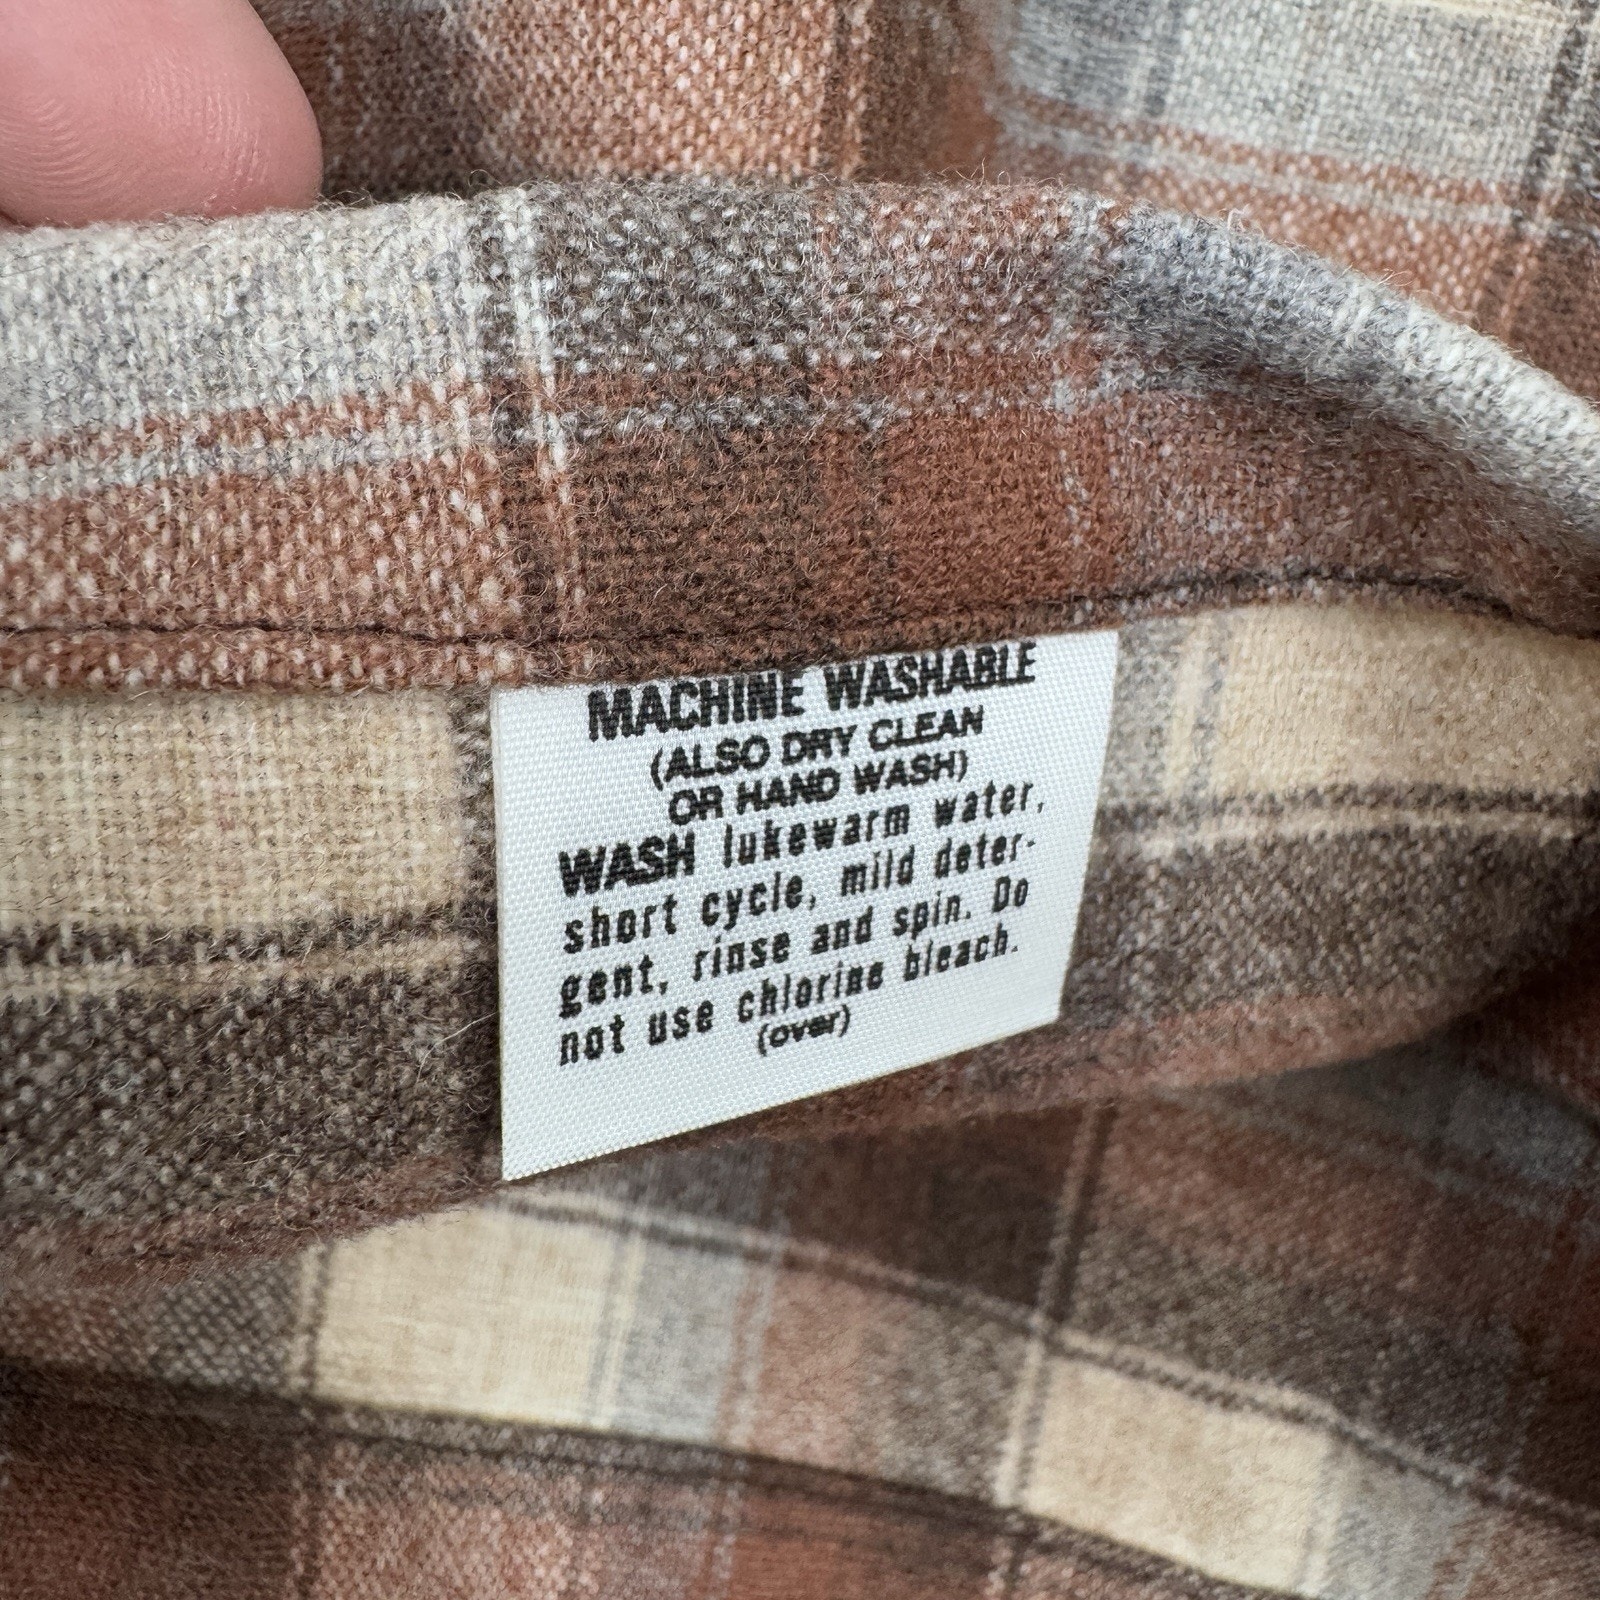 MACHINE WASHABLE
(ALSO DRY CLEAN
OR HAND WASH)
WASH lukewarm water,
short cycle, mild deter-
gent, rinse and spin. Do
not use chlorine bleach.
(over)